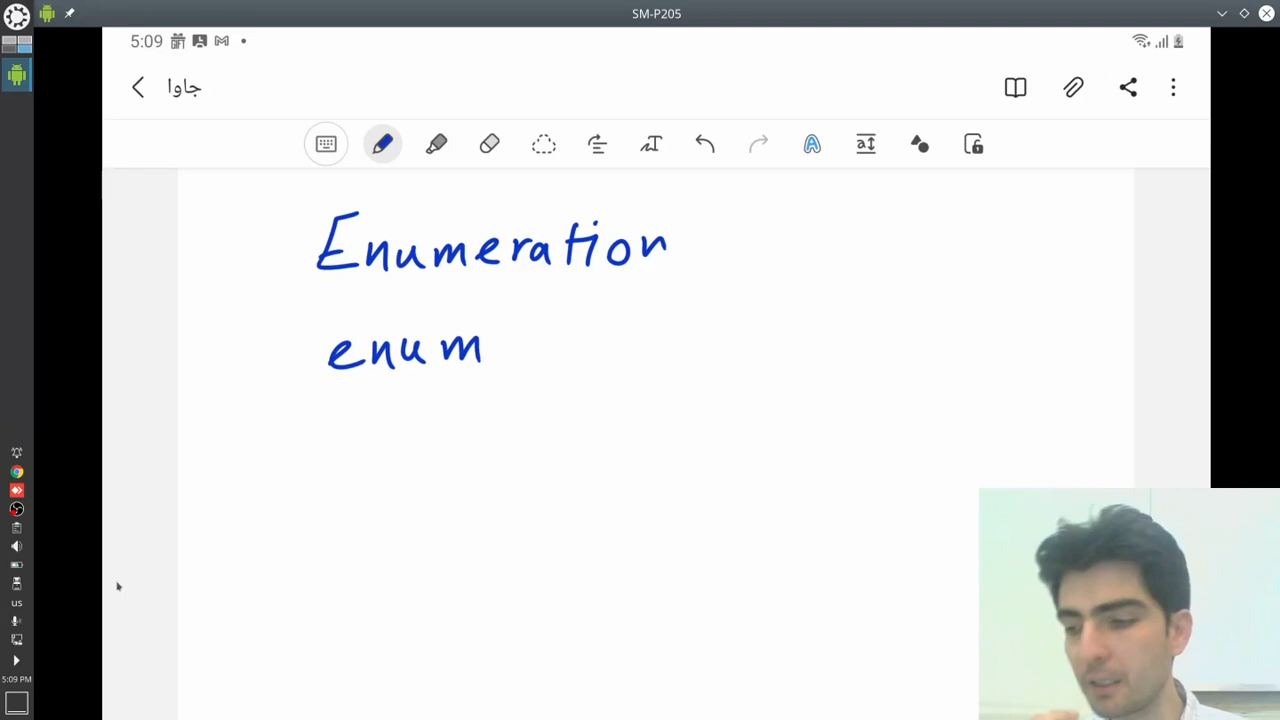 SM-P205
5:09
جاوا
Enumeration
enum
us
5:09 PM